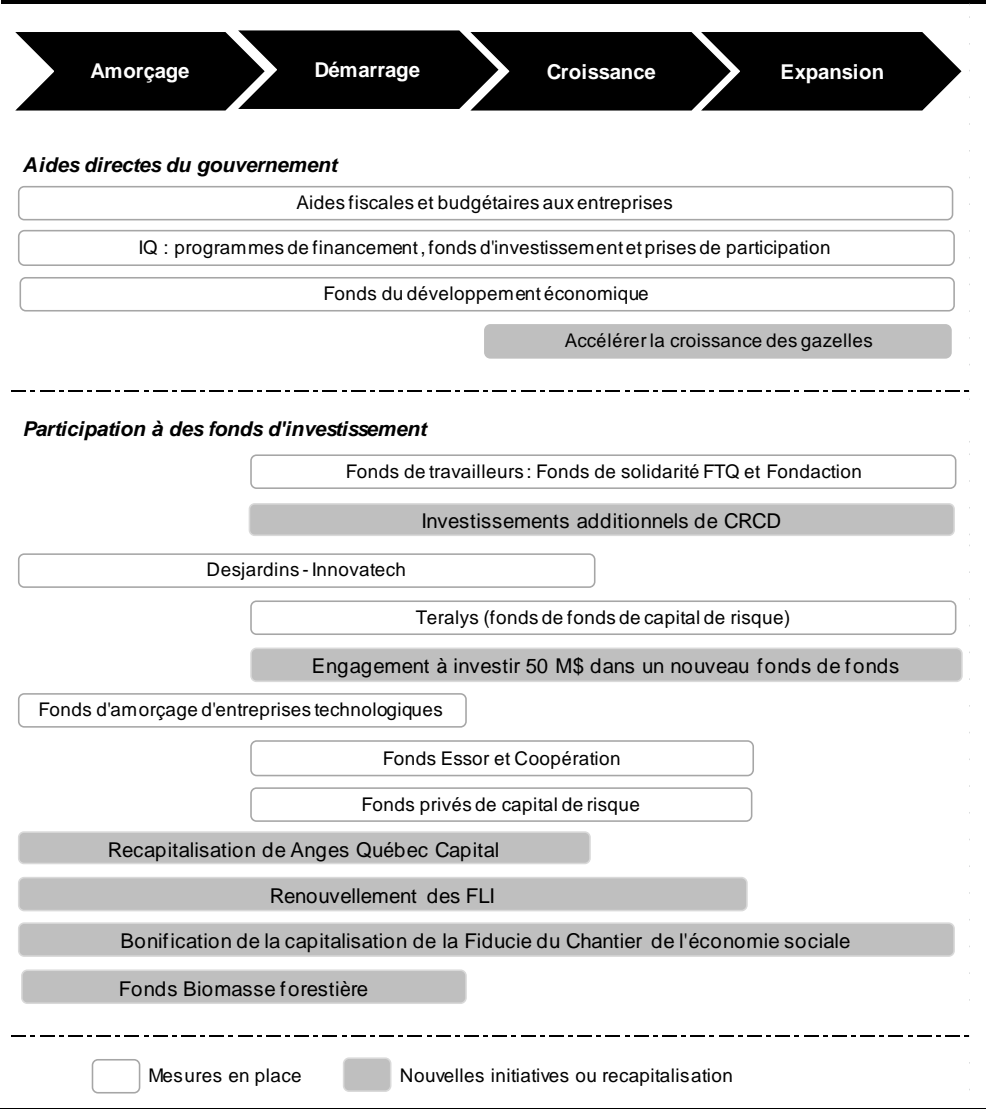 Amorçage
Démarrage
Croissance
Expansion
Aides directes du gouvernement
Aides fiscales et budgétaires aux entreprises
IQ : programmes de financement, fonds d'investissement et prises de participation
Fonds du développement économique
Accélérer la croissance des gazelles
Participation à des fonds d'investissement
Fonds de travailleurs : Fonds de solidarité FTQ et Fondaction
Investissements additionnels de CRCD
Desjardins - Innovatech
Teralys (fonds de fonds de capital de risque)
Engagement à investir 50 M$ dans un nouveau fonds de fonds
Fonds d'amorçage d'entreprises technologiques
Fonds Essor et Coopération
Fonds privés de capital de risque
Recapitalisation de Anges Québec Capital
Renouvellement des FLI
Bonification de la capitalisation de la Fiducie du Chantier de l'économie sociale
Fonds Biomasse forestière
Mesures en place
Nouvelles initiatives ou recapitalisation